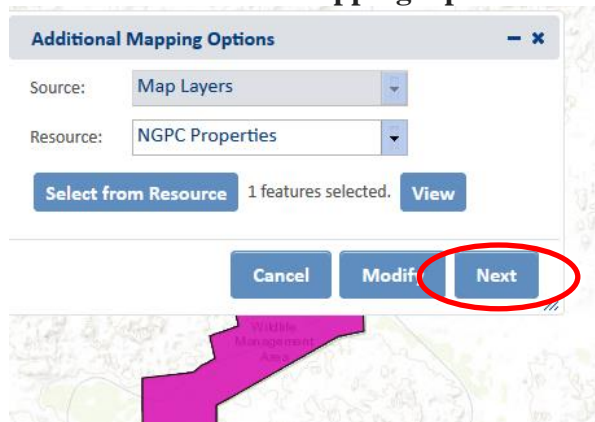 Additional Mapping Options
Source: Map Layers
Resource: NGPC Properties
Select from Resource 1 features selected. View
Cancel Modify Next
Wildlife
Management
Area